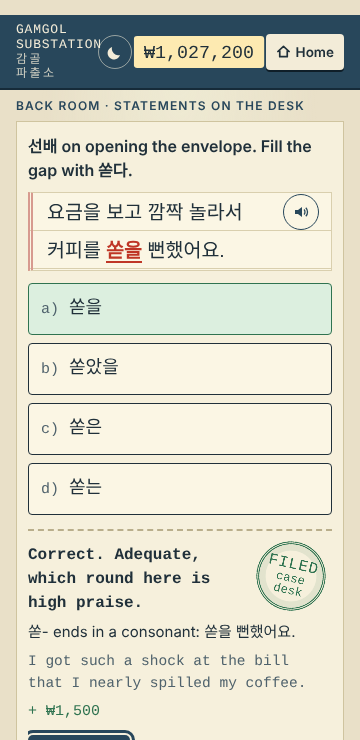 GAMGOL
SUBSTATION
감골
파출소
₩1,027,200
Home
BACK ROOM · STATEMENTS ON THE DESK
선배 on opening the envelope. Fill the
gap with 쏟다.
요금을 보고 깜짝 놀라서
커피를 쏟을 뻔했어요.
a) 쏟을
b) 쏟았을
c) 쏟은
d) 쏟는
Correct. Adequate,
which round here is
high praise.
FILED
case
desk
쏟- ends in a consonant: 쏟을 뻔했어요.
I got such a shock at the bill
that I nearly spilled my coffee.
+ ₩1,500